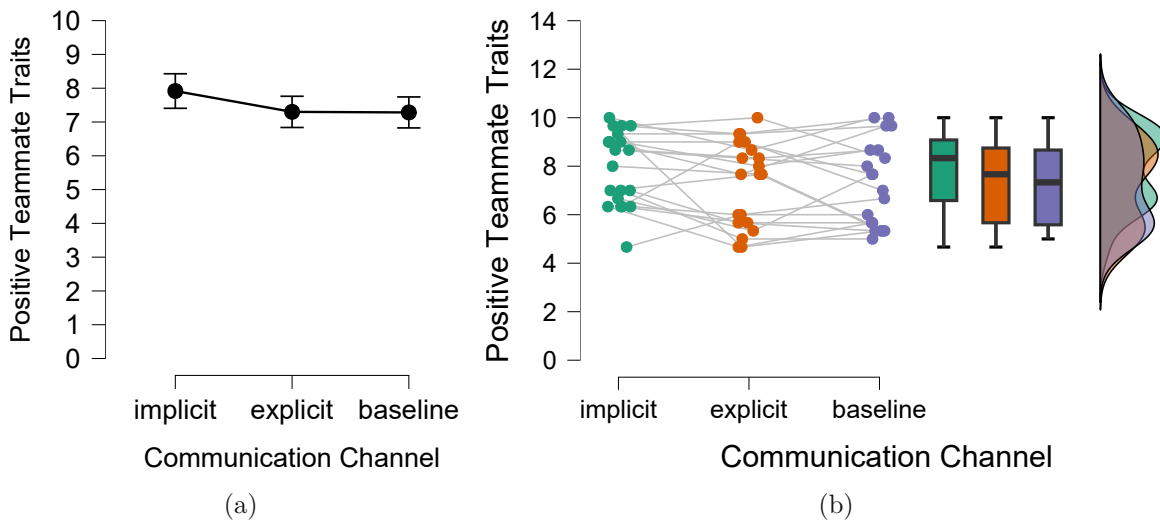 Positive Teammate Traits
10
9
8
7
6
5
4
3
2
1
0
implicit explicit baseline
Communication Channel
(a)
Positive Teammate Traits
14
12
10
8
6
4
2
0
implicit explicit baseline
Communication Channel
(b)